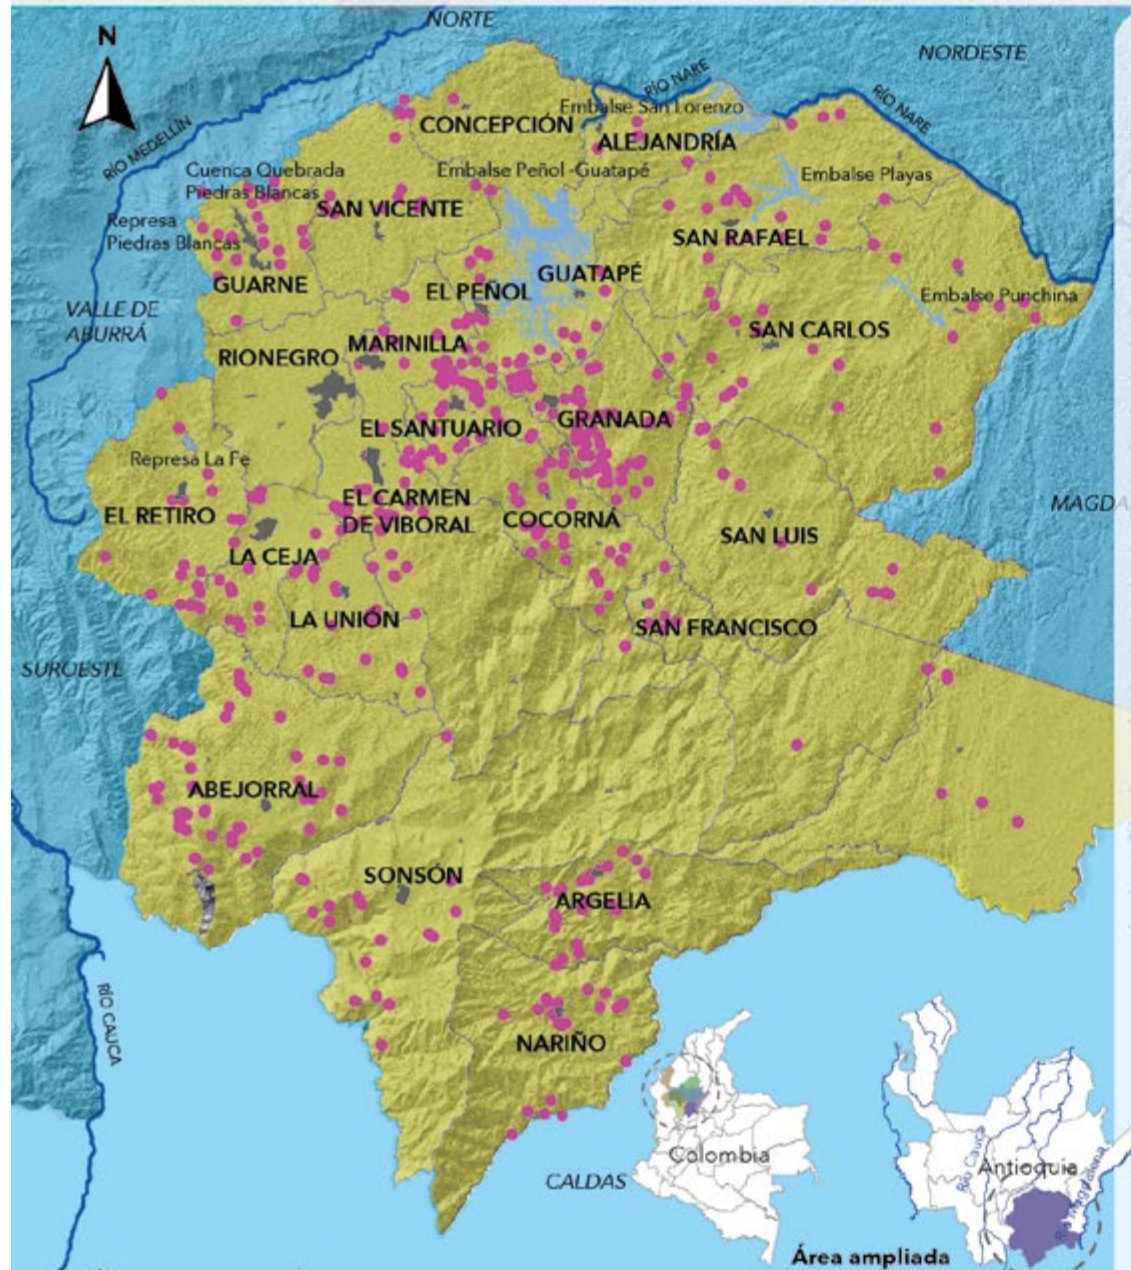 NORTE
N
NORDESTE
RÍO NARE
RÍO NARE
Embalse San Lorenzo
CONCEPCIÓN
ALEJANDRÍA
RÍO MEDELLÍN
Cuenca Quebrada
Piedras Blancas
Embalse Peñol -Guatapé
Embalse Playas
SAN VICENTE
Represa
Piedras Blancas
SAN RAFAEL
GUARNE
EL PEÑOL
GUATAPÉ
Embalse Punchina
VALLE DE
ABURRÁ
SAN CARLOS
MARINILLA
RIONEGRO
GRANADA
EL SANTUARIO
Represa La Fe
EL CARMEN
DE VIBORAL
MAGDA
EL RETIRO
COCORNÁ
SAN LUIS
LA CEJA
LA UNIÓN
SAN FRANCISCO
SUROESTE
ABEJORRAL
SONSÓN
ARGELIA
RÍO CAUCA
NARIÑO
Colombia
CALDAS
Río Cauca
Antioquia
Río Magdalena
Área ampliada